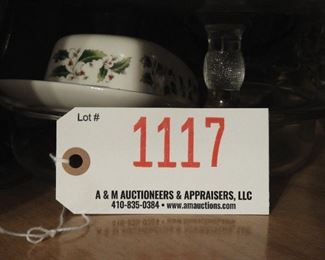 Lot #
1117
A & M AUCTIONEERS & APPRAISERS, LLC
410-835-0384 • www.amauctions.com